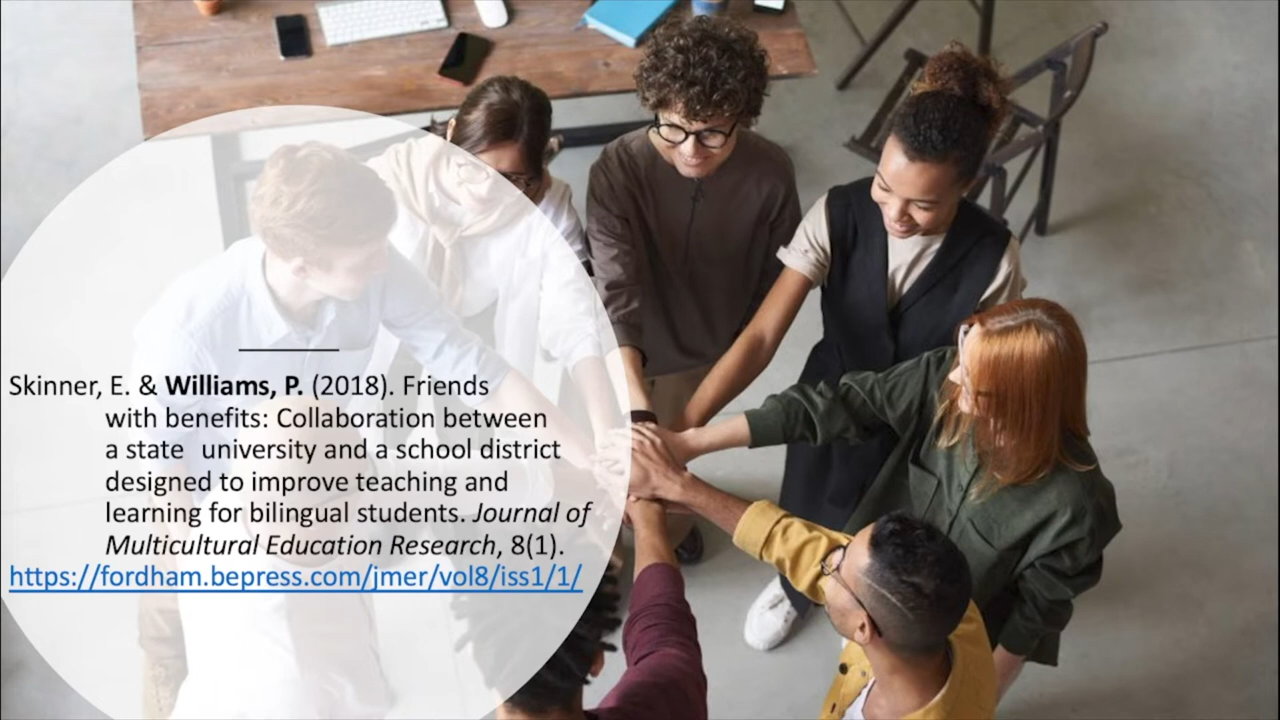 Skinner, E. & Williams, P. (2018). Friends
with benefits: Collaboration between
a state university and a school district
designed to improve teaching and
learning for bilingual students. Journal of
Multicultural Education Research, 8(1).
https://fordham.bepress.com/jmer/vol8/iss1/1/